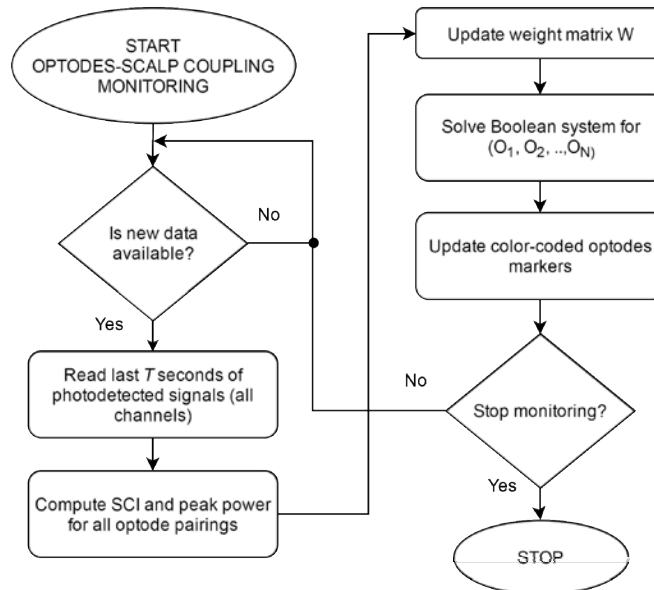 START
OPTODES-SCALP COUPLING
MONITORING
Is new data
available?
No
Yes
Read last T seconds of
photodetected signals (all
channels)
Compute SCI and peak power
for all optode pairings
Update weight matrix W
Solve Boolean system for
(O₁, O₂, ..,O_N)
Update color-coded optodes
markers
Stop monitoring?
No
Yes
STOP